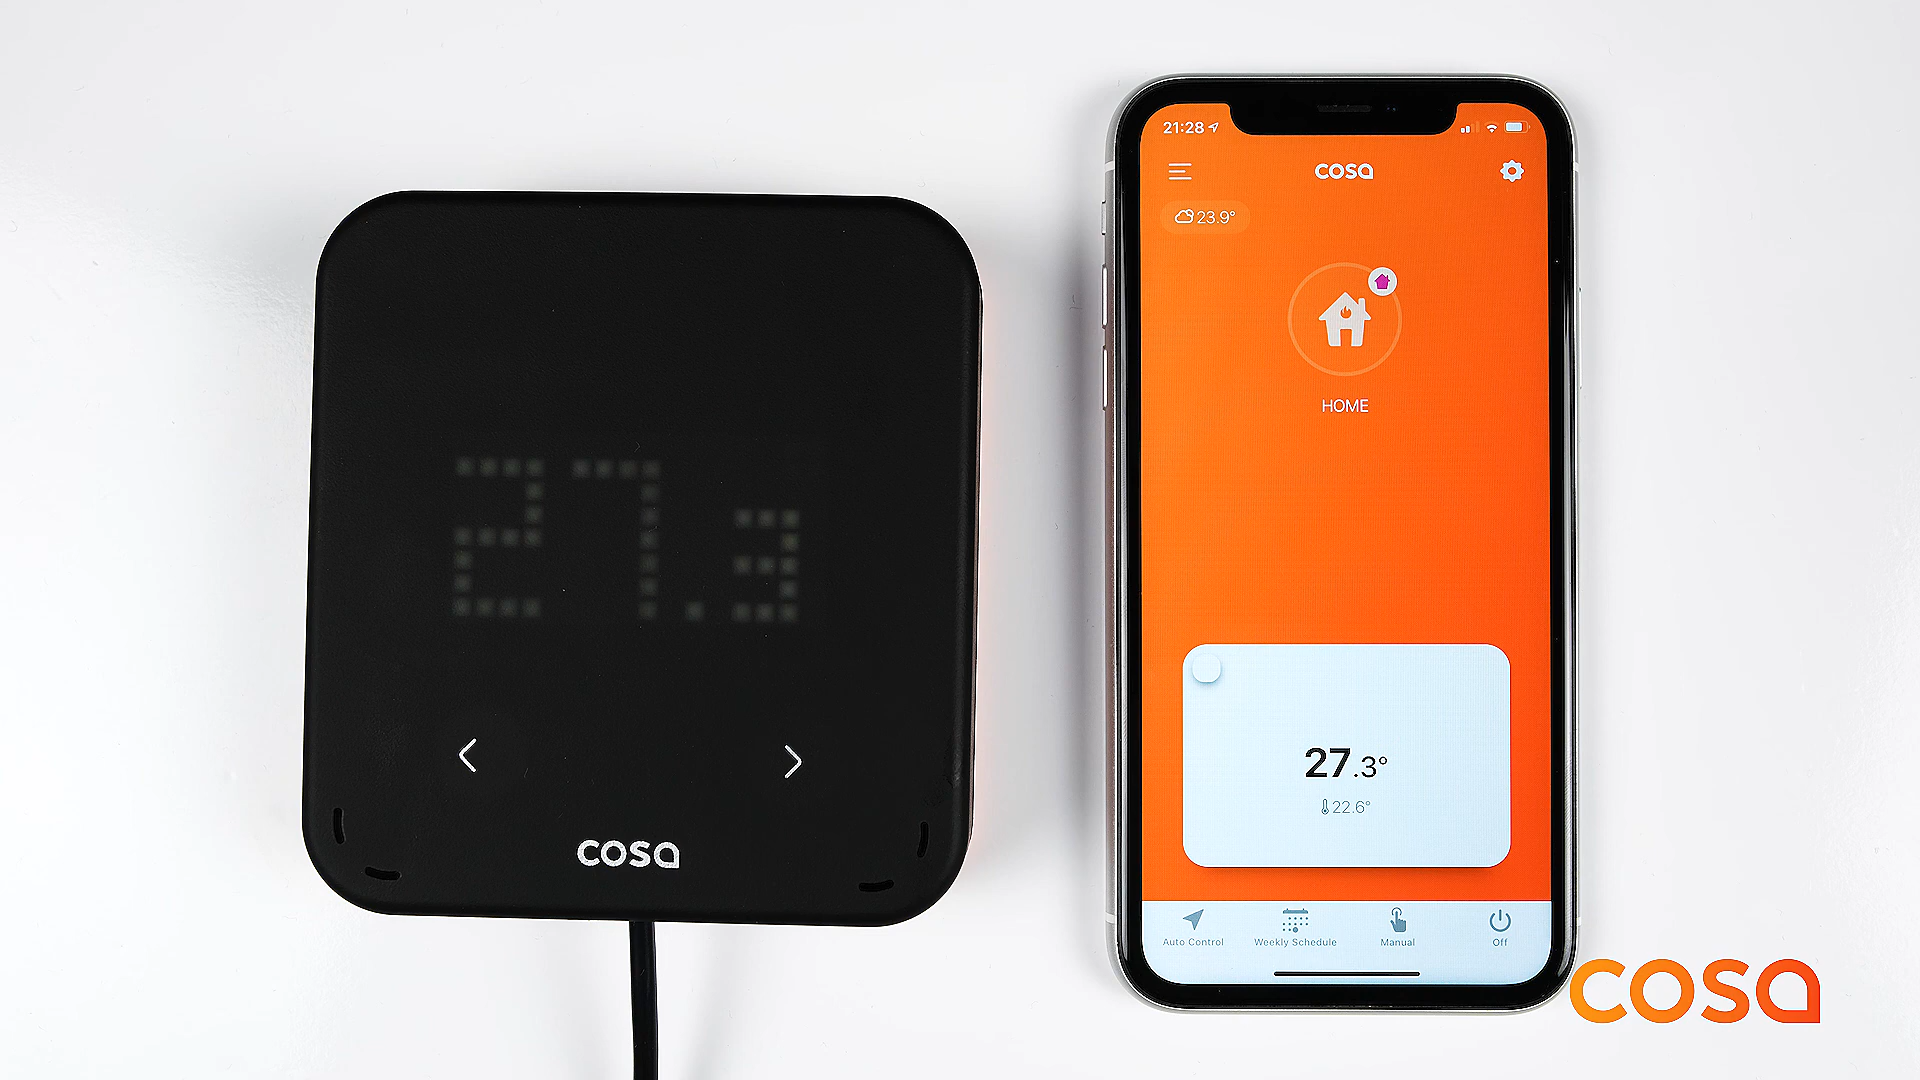 27.3
cosa
21:28
cosa
23.9°
HOME
27.3°
22.6°
Auto Control
Weekly Schedule
Manual
Off
cosa